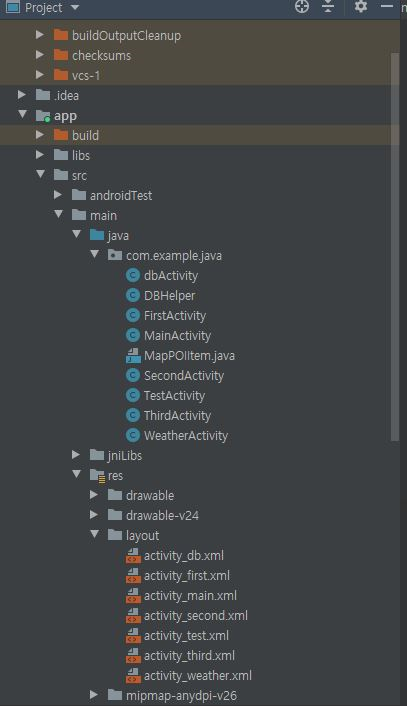 Project
buildOutputCleanup
checksums
vcs-1
.idea
app
build
libs
src
androidTest
main
java
com.example.java
dbActivity
DBHelper
FirstActivity
MainActivity
MapPOIItem.java
SecondActivity
TestActivity
ThirdActivity
WeatherActivity
jniLibs
res
drawable
drawable-v24
layout
activity_db.xml
activity_first.xml
activity_main.xml
activity_second.xml
activity_test.xml
activity_third.xml
activity_weather.xml
mipmap-anydpi-v26